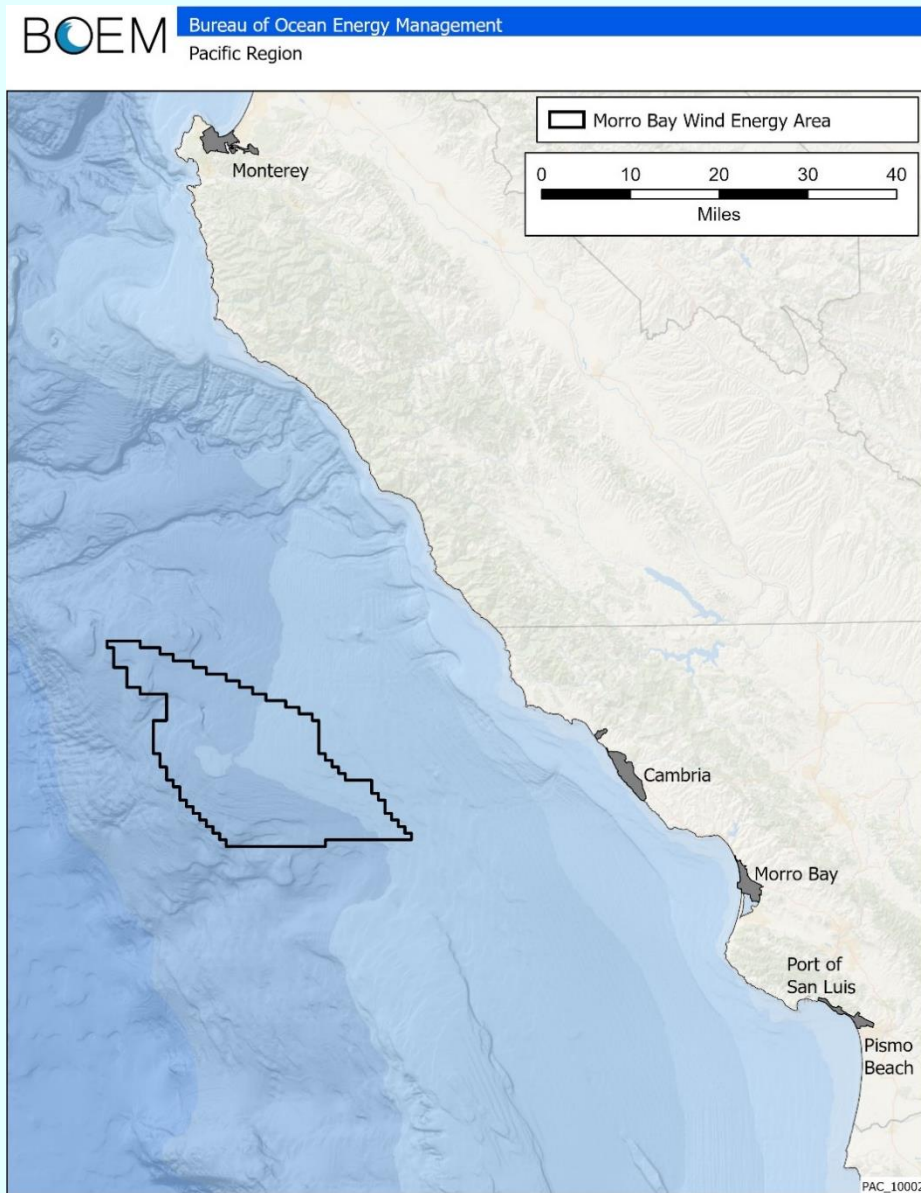 BOEM
Bureau of Ocean Energy Management
Pacific Region
Morro Bay Wind Energy Area
0 10 20 30 40
Miles
Monterey
Cambria
Morro Bay
Port of
San Luis
Pismo
Beach